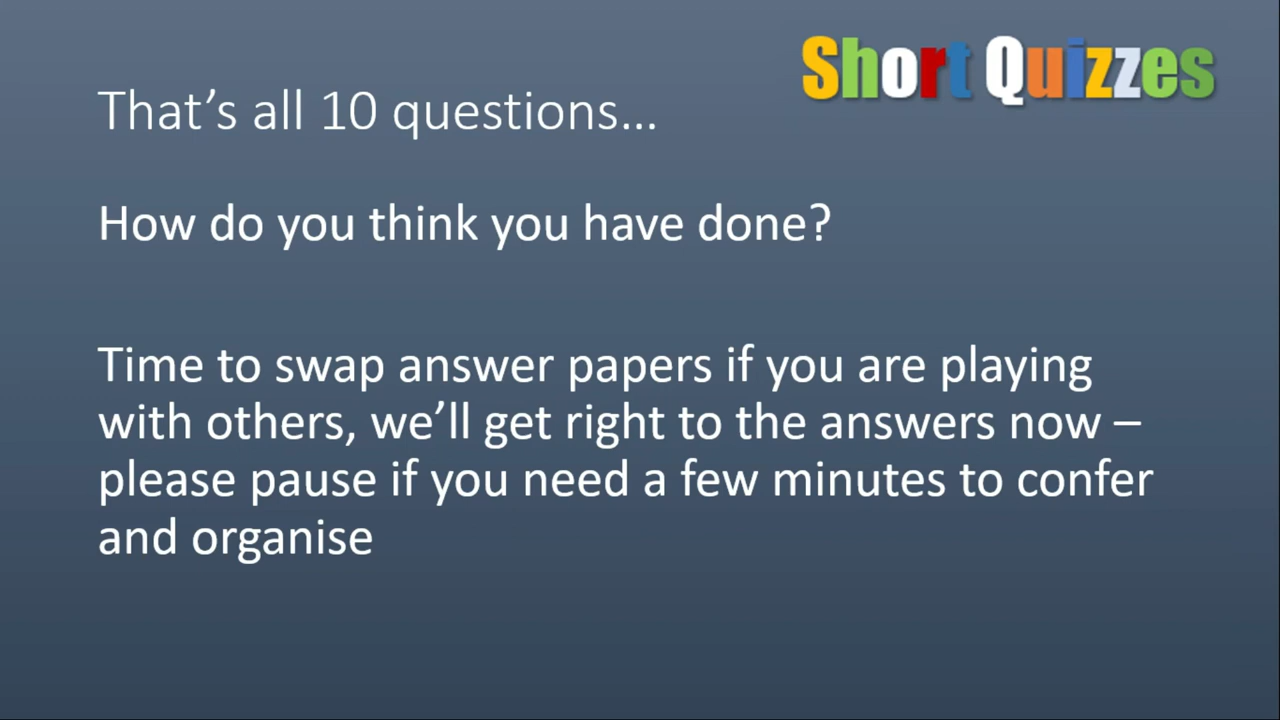 Short Quizzes
That’s all 10 questions…
How do you think you have done?
Time to swap answer papers if you are playing
with others, we’ll get right to the answers now –
please pause if you need a few minutes to confer
and organise